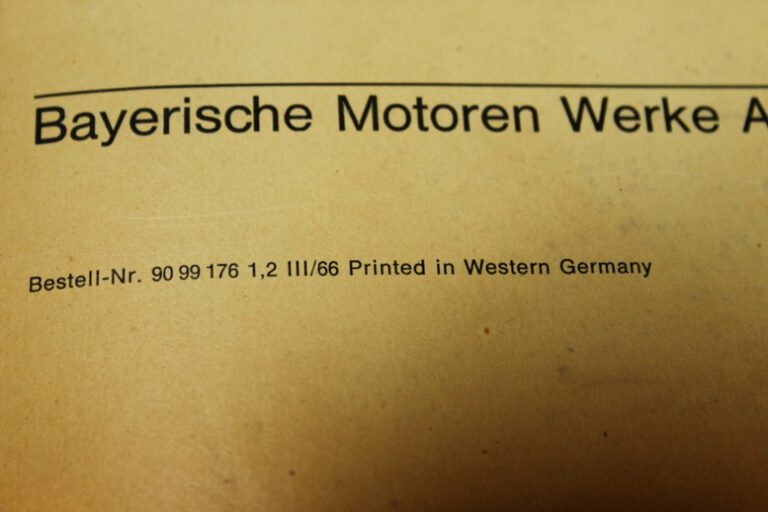 Bayerische Motoren Werke A
Bestell-Nr. 90 99 176 1,2 III/66 Printed in Western Germany